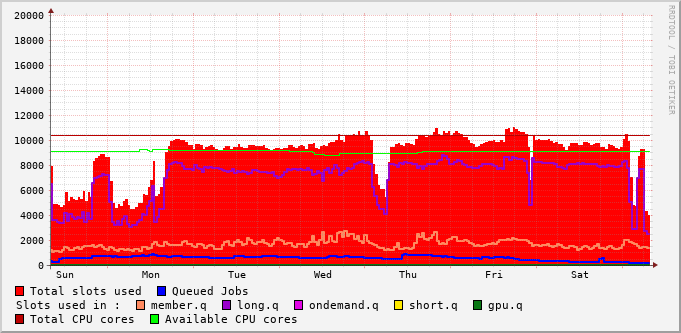 20000
18000
16000
14000
12000
10000
8000
6000
4000
2000
0
Sun Mon Tue Wed Thu Fri Sat
RRDTOOL / TOBI OETIKER
Total slots used Queued Jobs
Slots used in : member.q long.q ondemand.q short.q gpu.q
Total CPU cores Available CPU cores